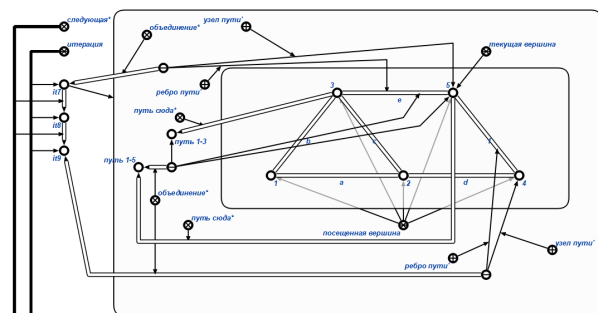 следующая*
объединение*
узел пути'
итерация
текущая вершина
ребро пути
it7
3
5
e
путь сюда*
it8
путь 1-3
b
c
f
it9
путь 1-5
1
a
2
d
4
объединение*
путь сюда*
посещенная вершина
узел пути'
ребро пути'